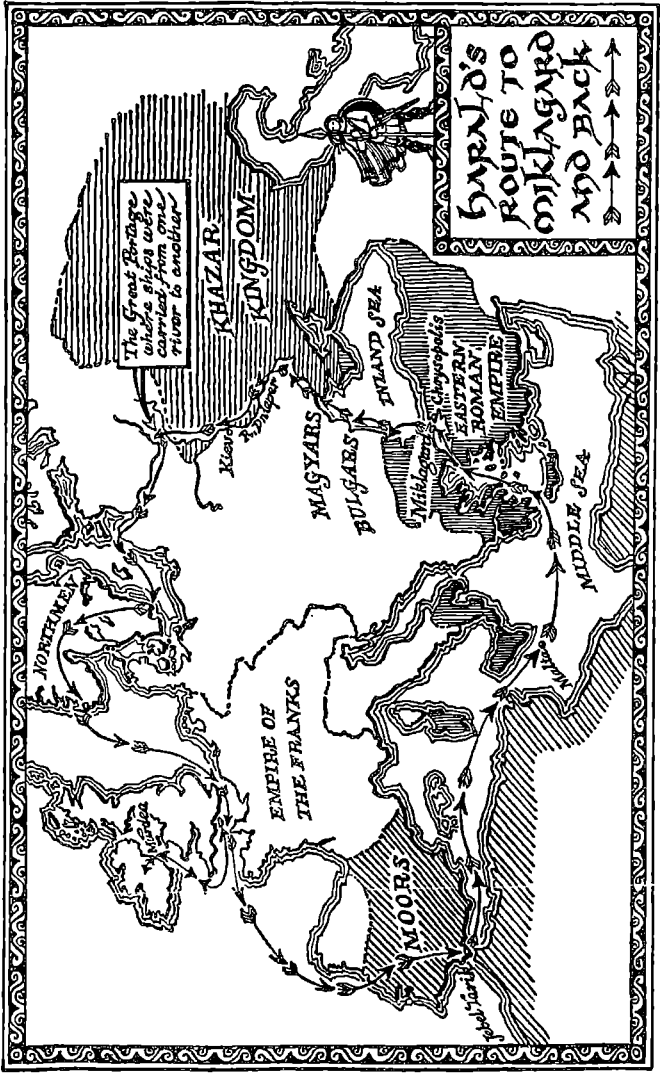 HARALD'S
ROUTE TO
MIKLAGARD
AND BACK
The Great Portage
where ships were
carried from one
river to another
KHAZAR
KINGDOM
NORTHMEN
Kiev
R. Dnieper
MAGYARS
BULGARS
INLAND SEA
Miklagard
Chrysopolis
EASTERN
ROMAN
EMPIRE
MIDDLE SEA
EMPIRE OF
THE FRANKS
MOORS
Jebel Tarik